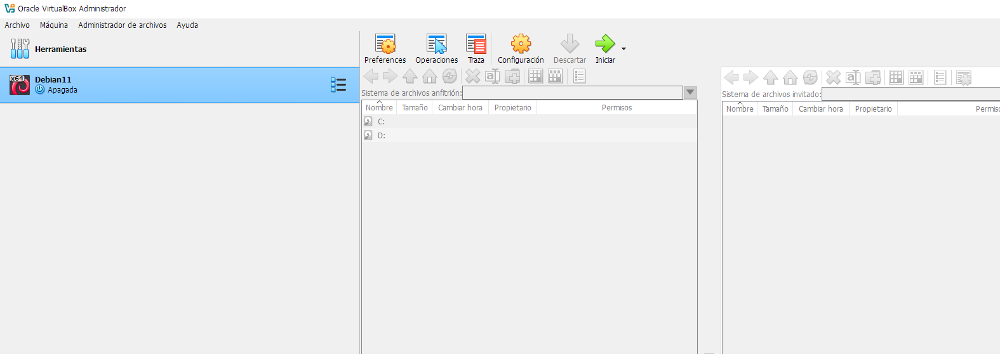 Oracle VirtualBox Administrador
Archivo Máquina Administrador de archivos Ayuda
Herramientas
x64
Debian11
Apagada
Preferences Operaciones Traza Configuración Descartar Iniciar
Sistema de archivos anfitrión:
Nombre Tamaño Cambiar hora Propietario Permisos
C:
D:
Sistema de archivos invitado:
Nombre Tamaño Cambiar hora Propietario Permiso